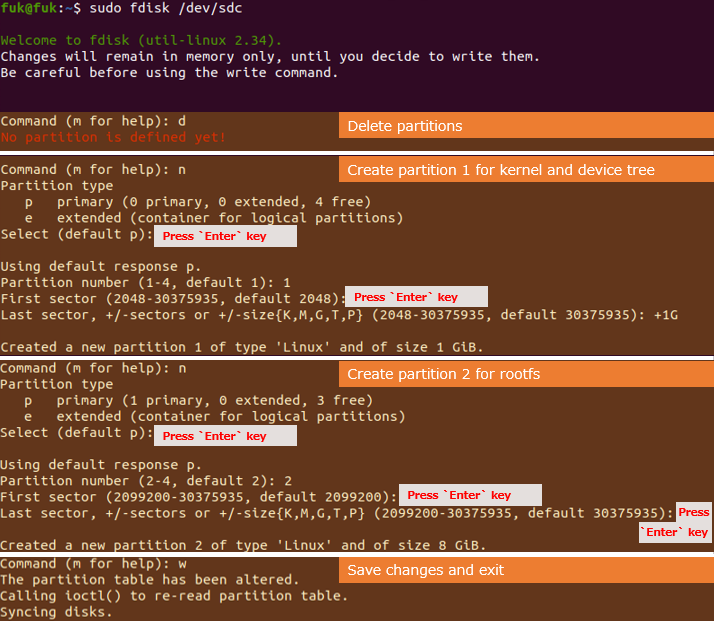 fuk@fuk:~$ sudo fdisk /dev/sdc
Welcome to fdisk (util-linux 2.34).
Changes will remain in memory only, until you decide to write them.
Be careful before using the write command.
Command (m for help): d
Delete partitions
No partition is defined yet!
Command (m for help): n
Create partition 1 for kernel and device tree
Partition type
p primary (0 primary, 0 extended, 4 free)
e extended (container for logical partitions)
Select (default p): Press `Enter` key
Using default response p.
Partition number (1-4, default 1): 1
First sector (2048-30375935, default 2048): Press `Enter` key
Last sector, +/-sectors or +/-size{K,M,G,T,P} (2048-30375935, default 30375935): +1G
Created a new partition 1 of type 'Linux' and of size 1 GiB.
Command (m for help): n
Create partition 2 for rootfs
Partition type
p primary (1 primary, 0 extended, 3 free)
e extended (container for logical partitions)
Select (default p): Press `Enter` key
Using default response p.
Partition number (2-4, default 2): 2
First sector (2099200-30375935, default 2099200): Press `Enter` key
Last sector, +/-sectors or +/-size{K,M,G,T,P} (2099200-30375935, default 30375935): Press
`Enter` key
Created a new partition 2 of type 'Linux' and of size 8 GiB.
Command (m for help): w
Save changes and exit
The partition table has been altered.
Calling ioctl() to re-read partition table.
Syncing disks.